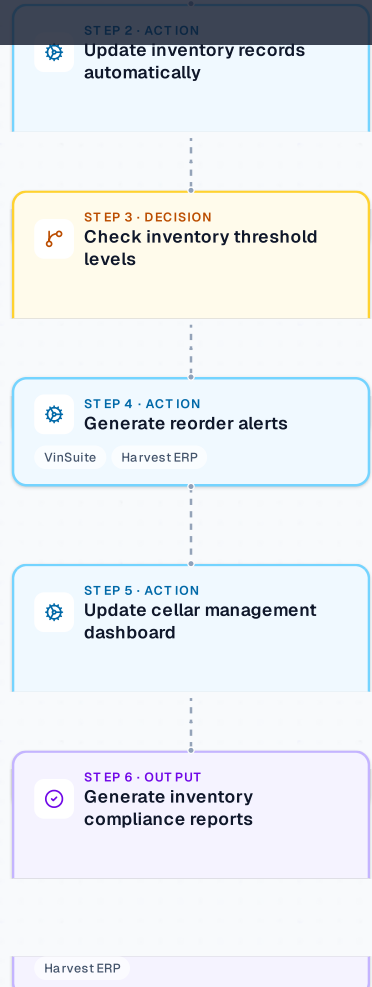 STEP 2 · ACTION
Update inventory records
automatically
STEP 3 · DECISION
Check inventory threshold
levels
STEP 4 · ACTION
Generate reorder alerts
VinSuite
Harvest ERP
STEP 5 · ACTION
Update cellar management
dashboard
STEP 6 · OUTPUT
Generate inventory
compliance reports
Harvest ERP